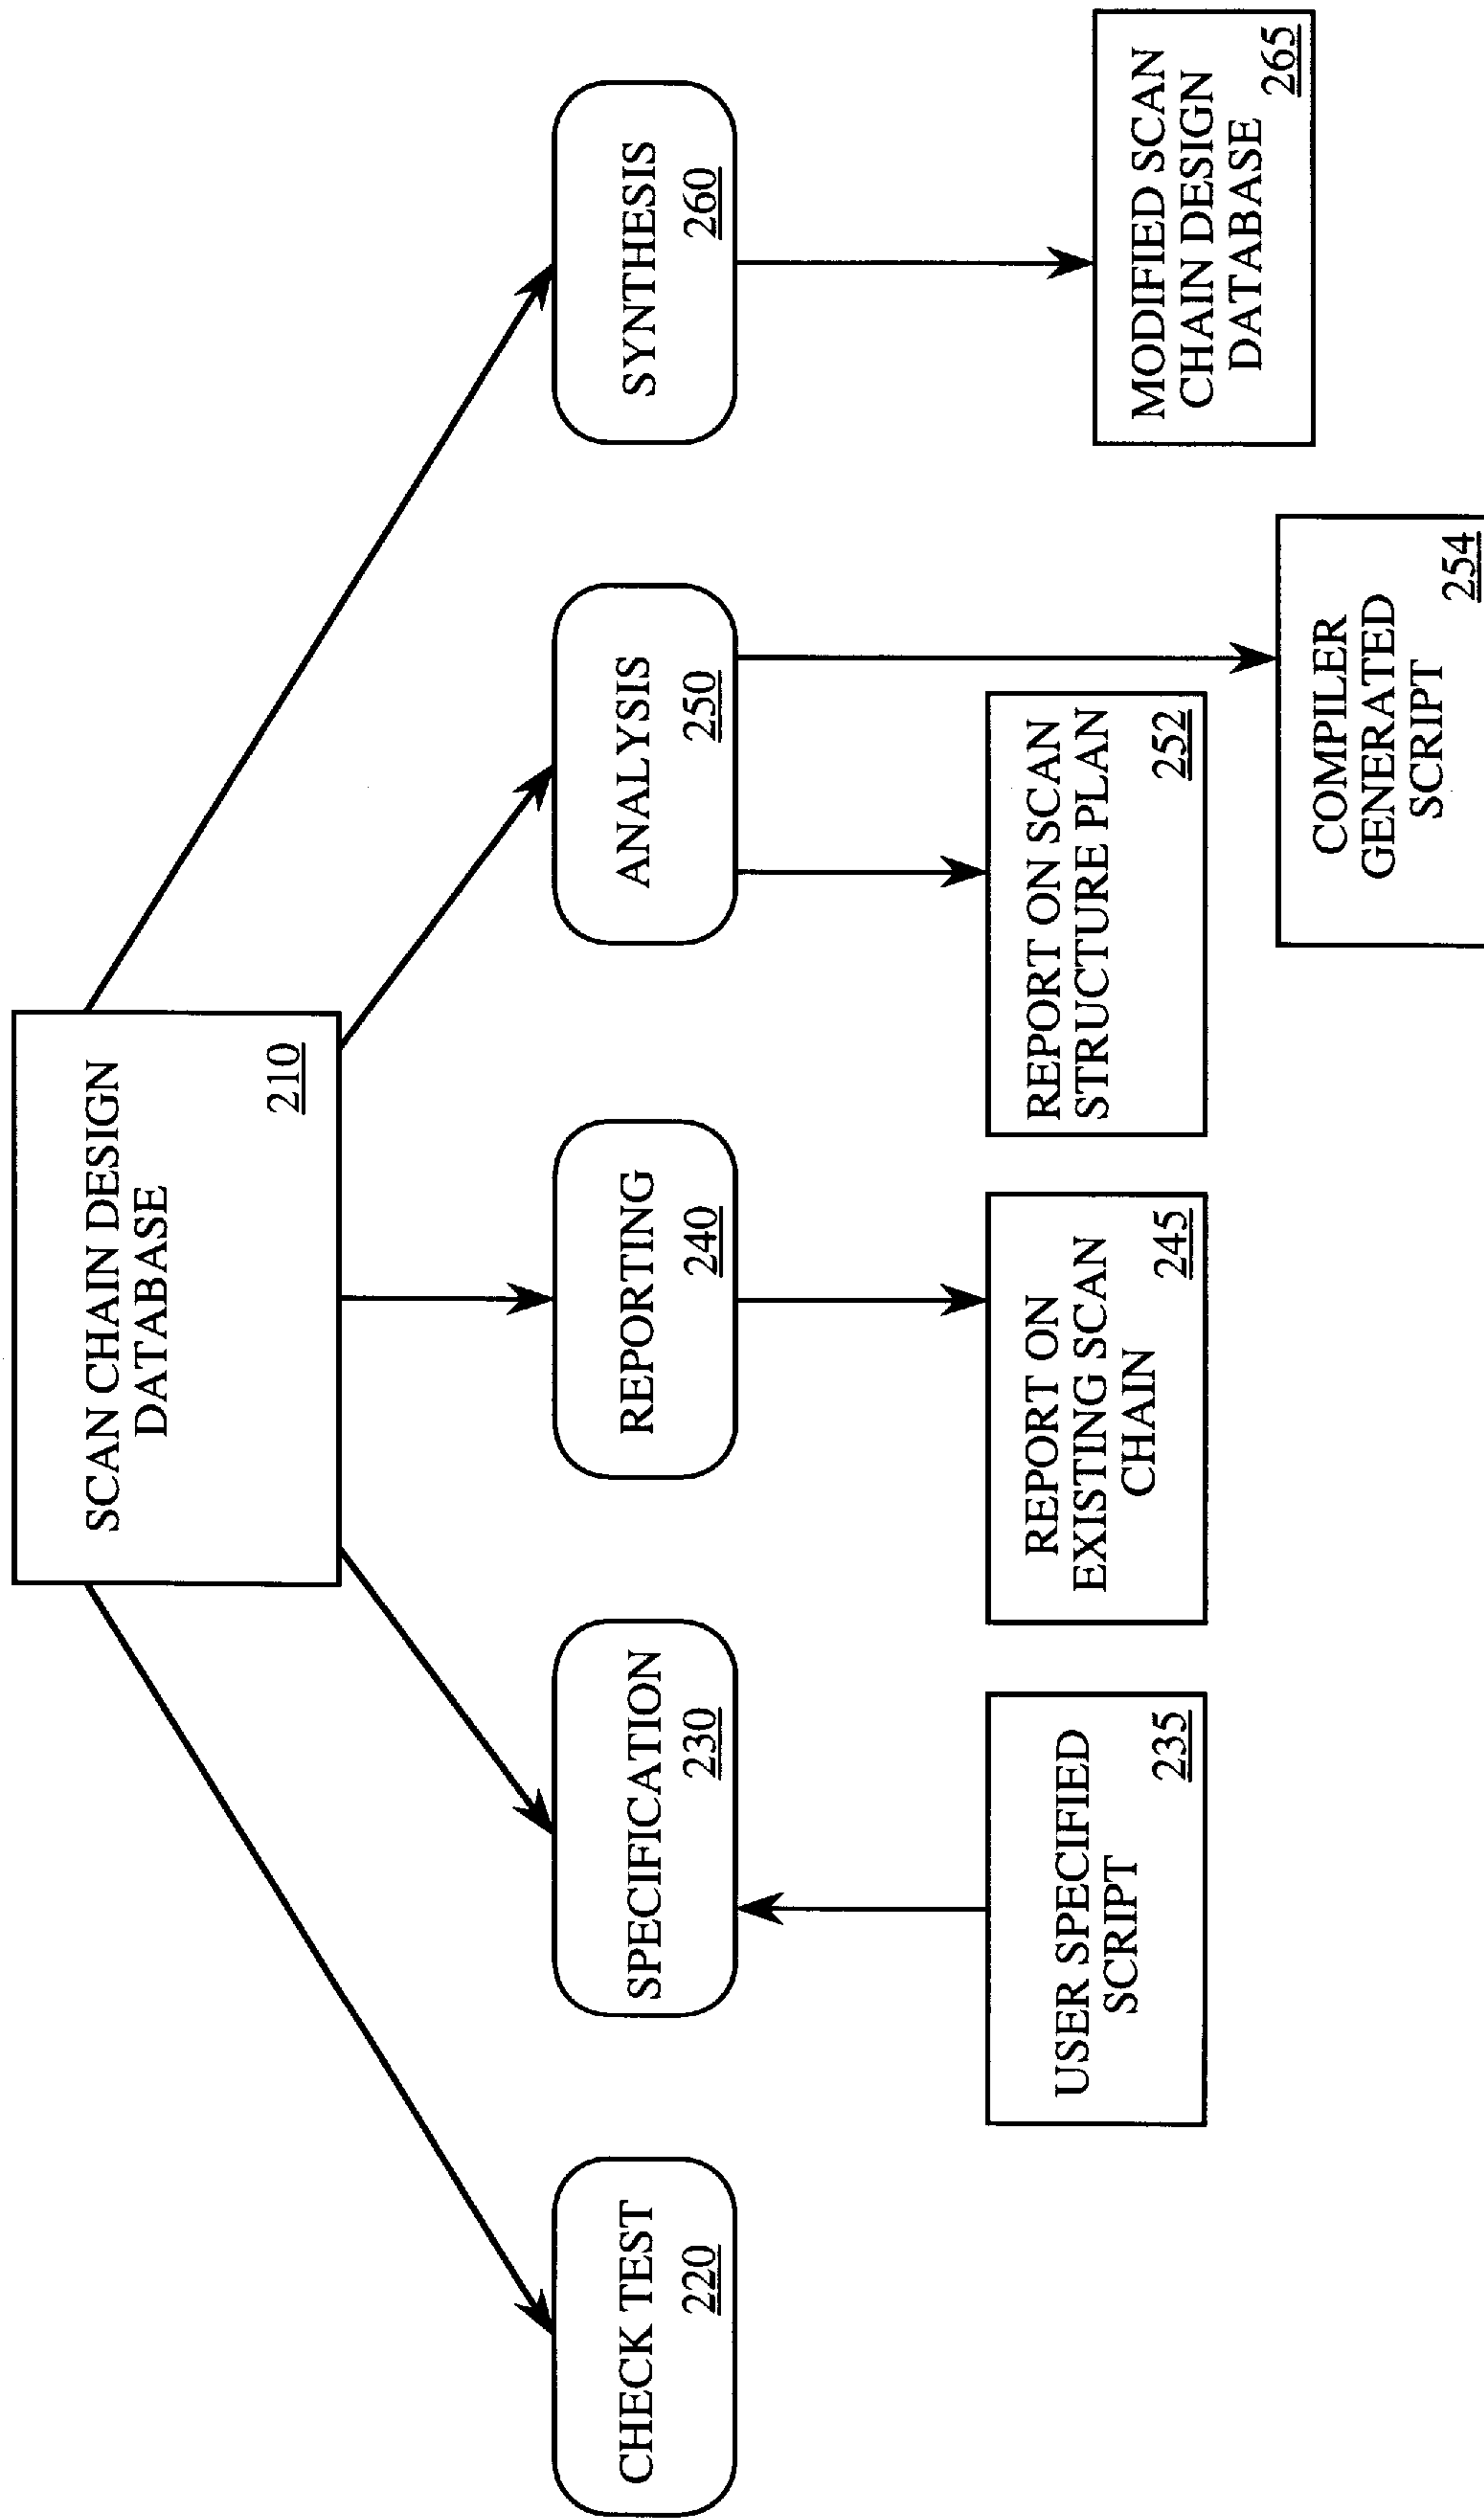 SCAN CHAIN DESIGN
DATABASE
210
CHECK TEST
220
SPECIFICATION
230
REPORTING
240
ANALYSIS
250
SYNTHESIS
260
USER SPECIFIED
SCRIPT
235
REPORT ON
EXISTING SCAN
CHAIN
245
REPORT ON SCAN
STRUCTURE PLAN
252
COMPILER
GENERATED
SCRIPT
254
MODIFIED SCAN
CHAIN DESIGN
DATABASE
265